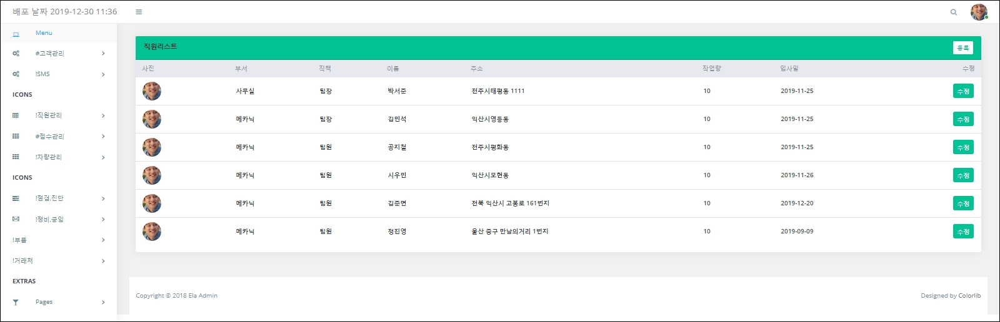 배포 날짜 2019-12-30 11:36
Menu
#고객관리
!SMS
ICONS
!직원관리
#점수관리
!차량관리
ICONS
!점검,진단
!정비,공임
!부품
!거래처
EXTRAS
Pages
직원리스트 등록
사진 부서 직책 이름 주소 작업량 입사일 수정
사무실 팀장 박서준 전주시태평동 1111 10 2019-11-25 수정
메카닉 팀장 김민석 익산시영등동 10 2019-11-25 수정
메카닉 팀원 공지철 전주시평화동 10 2019-11-25 수정
메카닉 팀원 시우민 익산시모현동 10 2019-11-26 수정
메카닉 팀원 김준면 전북 익산시 고봉로 161번지 10 2019-12-20 수정
메카닉 팀원 정진영 울산 중구 만남의거리 1번지 10 2019-09-09 수정
Copyright © 2018 Ela Admin
Designed by Colorlib